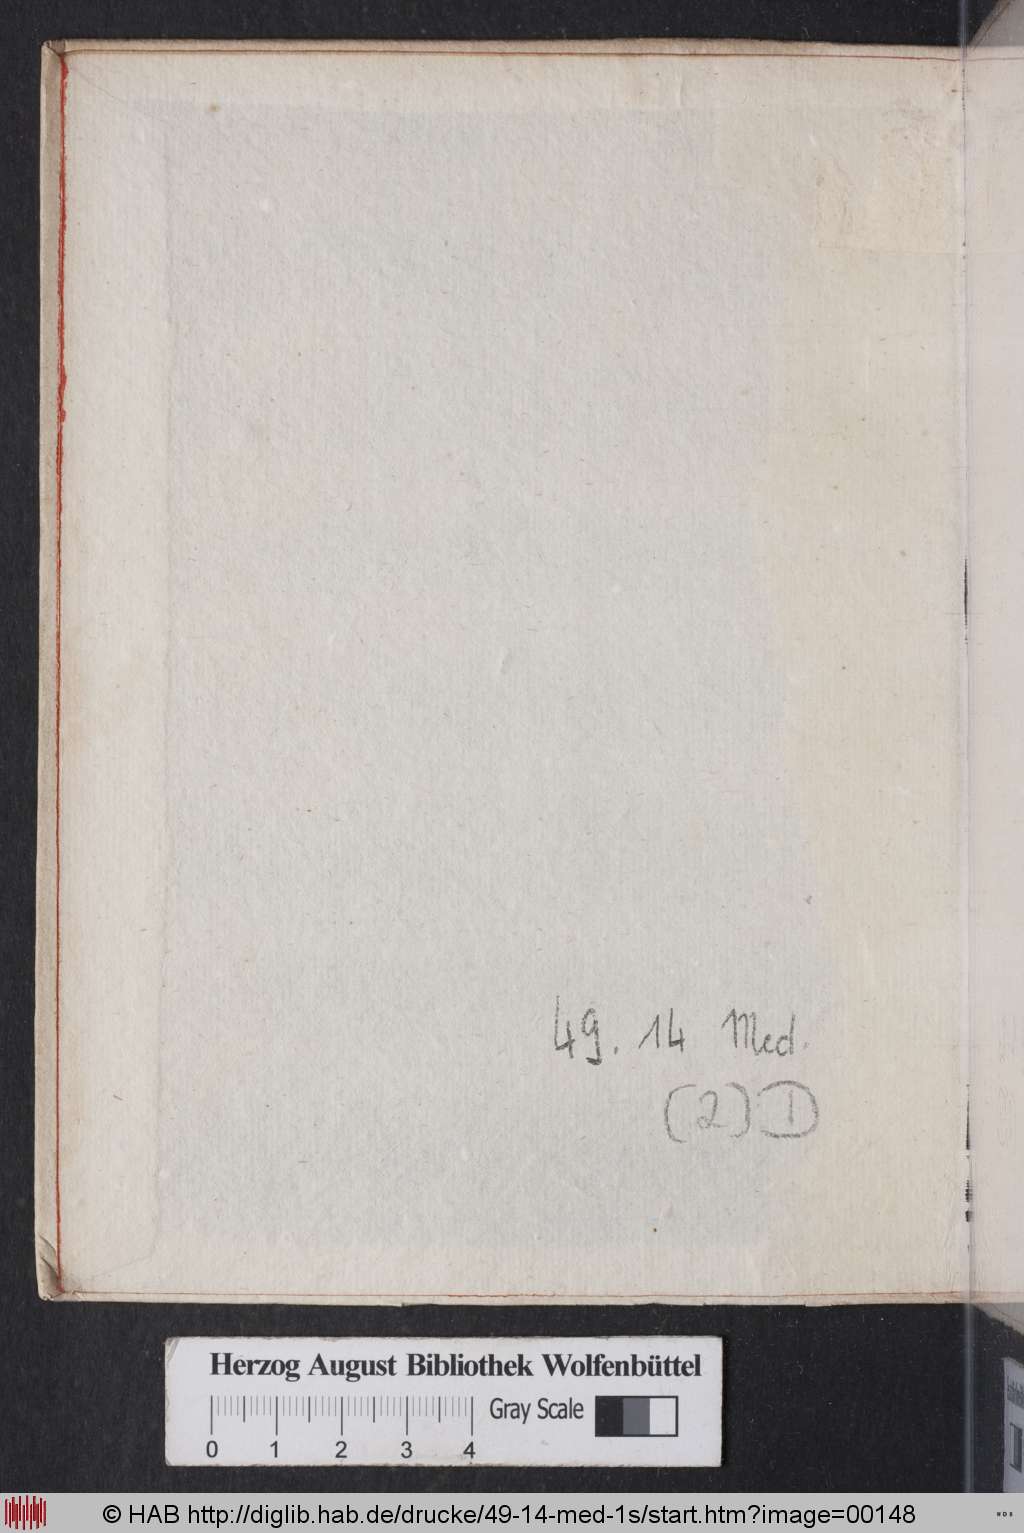 49. 14 Med.
(2) D
Herzog August Bibliothek Wolfenbüttel
Gray Scale
0 1 2 3 4
© HAB http://diglib.hab.de/drucke/49-14-med-1s/start.htm?image=00148